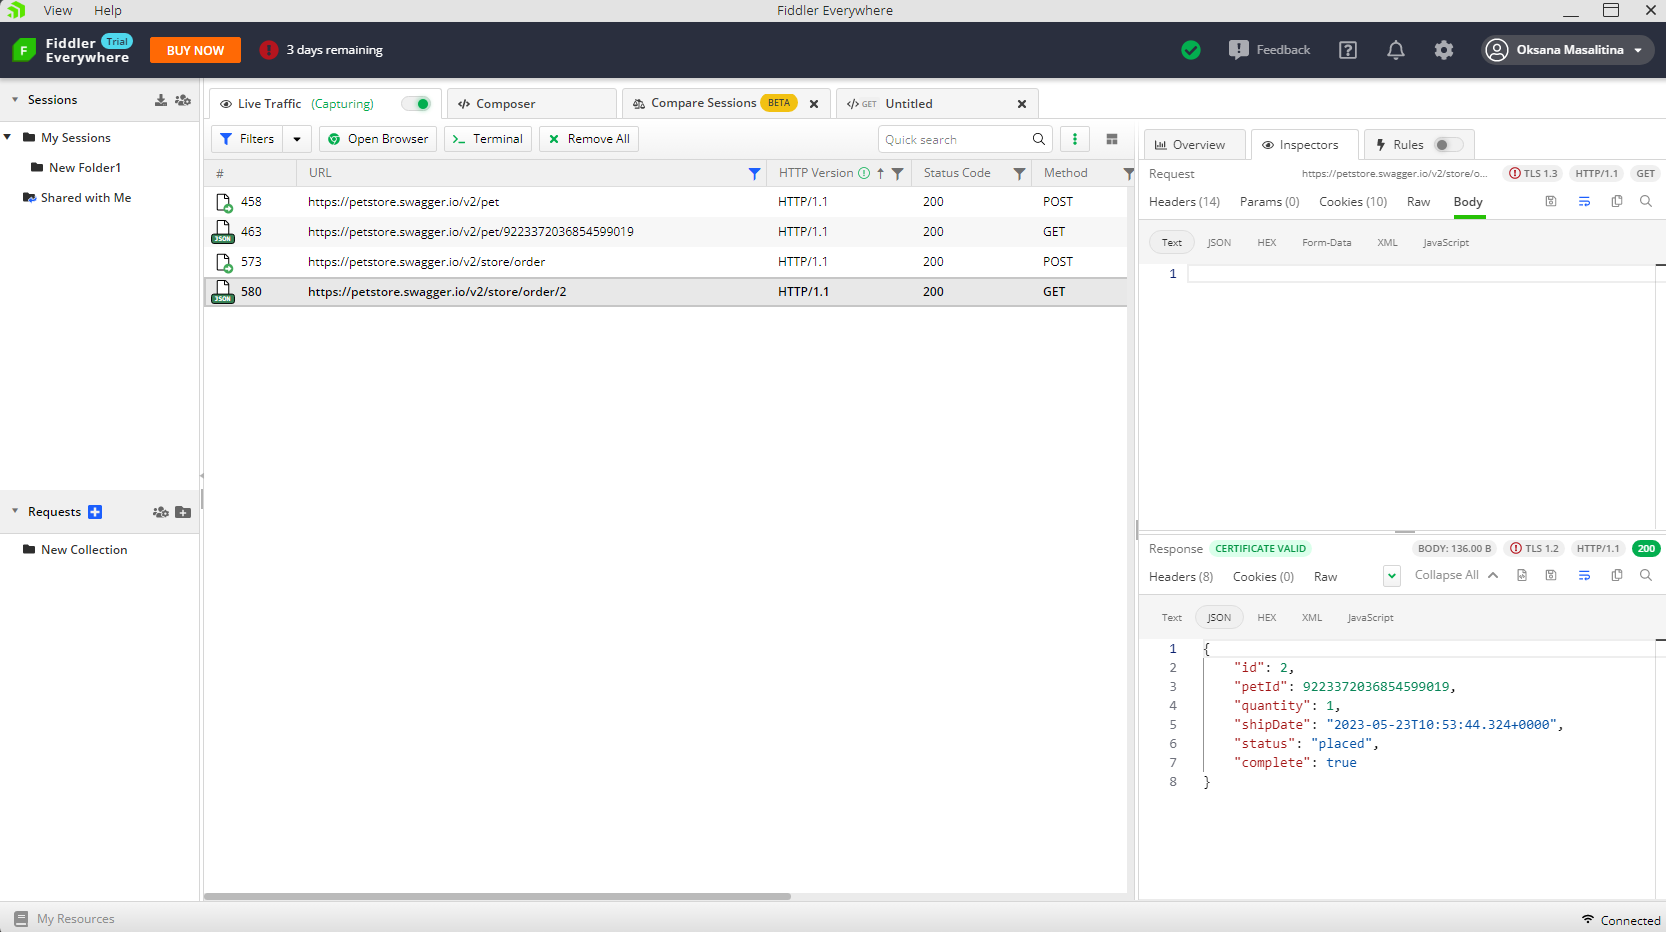 View Help Fiddler Everywhere
Fiddler Everywhere Trial BUY NOW 3 days remaining Feedback Oksana Masalitina
Sessions
My Sessions
New Folder1
Shared with Me
Requests
New Collection
Live Traffic (Capturing) Composer Compare Sessions BETA GET Untitled
Filters Open Browser Terminal Remove All Quick search
# URL HTTP Version Status Code Method
458 https://petstore.swagger.io/v2/pet HTTP/1.1 200 POST
JSON 463 https://petstore.swagger.io/v2/pet/9223372036854599019 HTTP/1.1 200 GET
573 https://petstore.swagger.io/v2/store/order HTTP/1.1 200 POST
JSON 580 https://petstore.swagger.io/v2/store/order/2 HTTP/1.1 200 GET
Overview Inspectors Rules
Request https://petstore.swagger.io/v2/store/o... TLS 1.3 HTTP/1.1 GET
Headers (14) Params (0) Cookies (10) Raw Body
Text JSON HEX Form-Data XML JavaScript
1
Response CERTIFICATE VALID BODY: 136.00 B TLS 1.2 HTTP/1.1 200
Headers (8) Cookies (0) Raw Collapse All
Text JSON HEX XML JavaScript
1 {
2 "id": 2,
3 "petId": 9223372036854599019,
4 "quantity": 1,
5 "shipDate": "2023-05-23T10:53:44.324+0000",
6 "status": "placed",
7 "complete": true
8 }
My Resources Connected